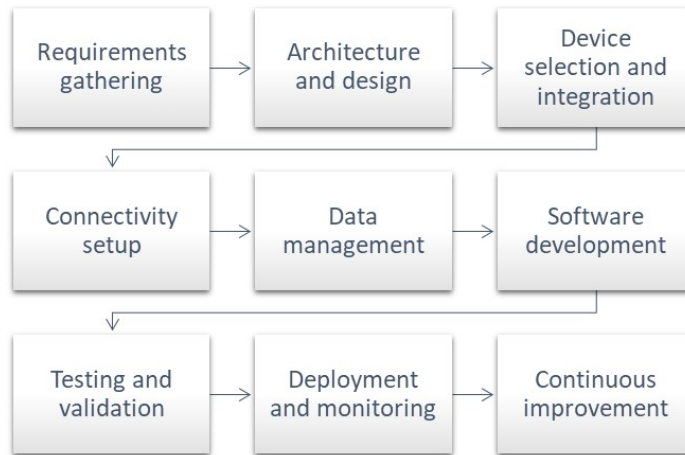 Requirements
gathering
Architecture
and design
Device
selection and
integration
Connectivity
setup
Data
management
Software
development
Testing and
validation
Deployment
and monitoring
Continuous
improvement